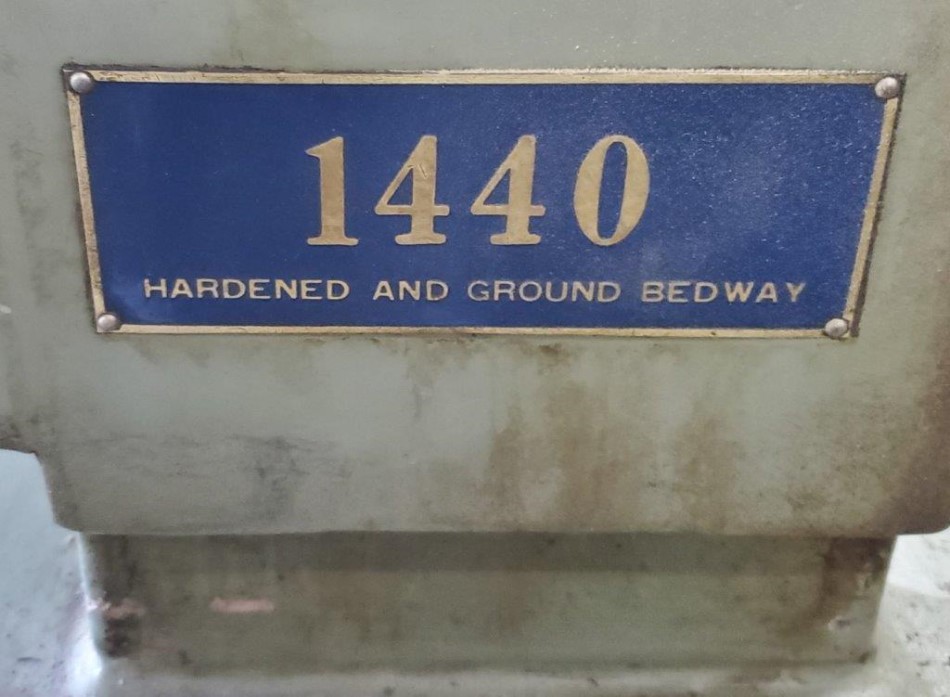 1440
HARDENED AND GROUND BEDWAY